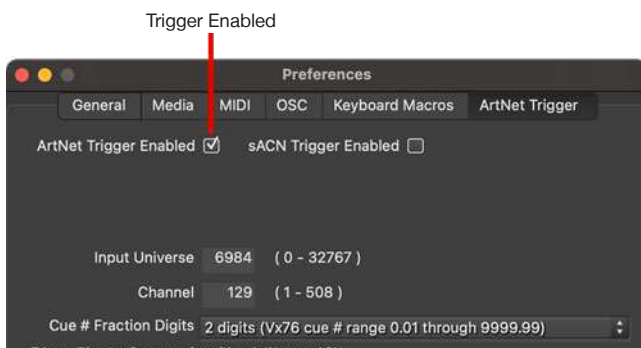 Trigger Enabled
Preferences
General Media MIDI OSC Keyboard Macros ArtNet Trigger
ArtNet Trigger Enabled sACN Trigger Enabled
Input Universe 6984 ( 0 - 32767 )
Channel 129 ( 1 - 508 )
Cue # Fraction Digits 2 digits (Vx76 cue # range 0.01 through 9999.99)